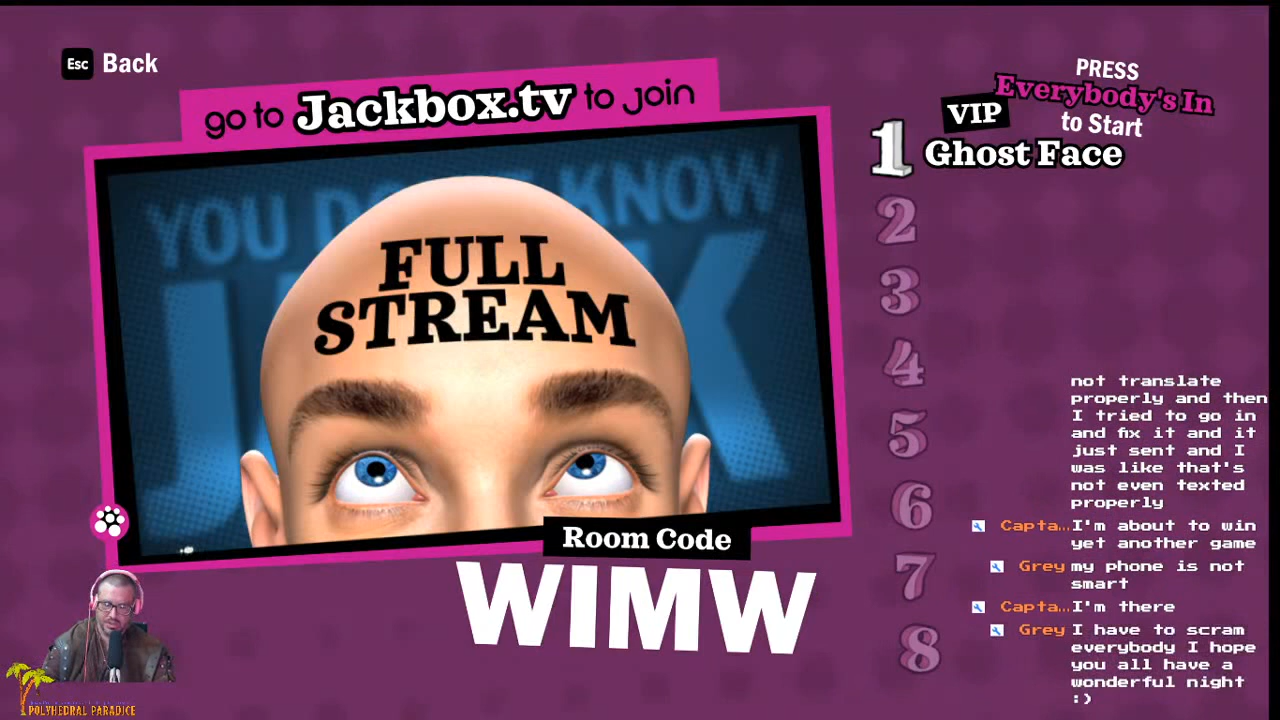 Esc Back
go to Jackbox.tv to join
YOU DON'T KNOW
JACK
FULL
STREAM
Room Code
WIMW
PRESS
Everybody's In
to Start
VIP
1 Ghost Face
2
3
4
5
6
7
8
not translate
properly and then
I tried to go in
and fix it and it
just sent and I
was like that's
not even texted
properly
Capta… I'm about to win
yet another game
Grey my phone is not
smart
Capta… I'm there
Grey I have to scram
everybody I hope
you all have a
wonderful night
:)
POLYHEDRAL PARADICE